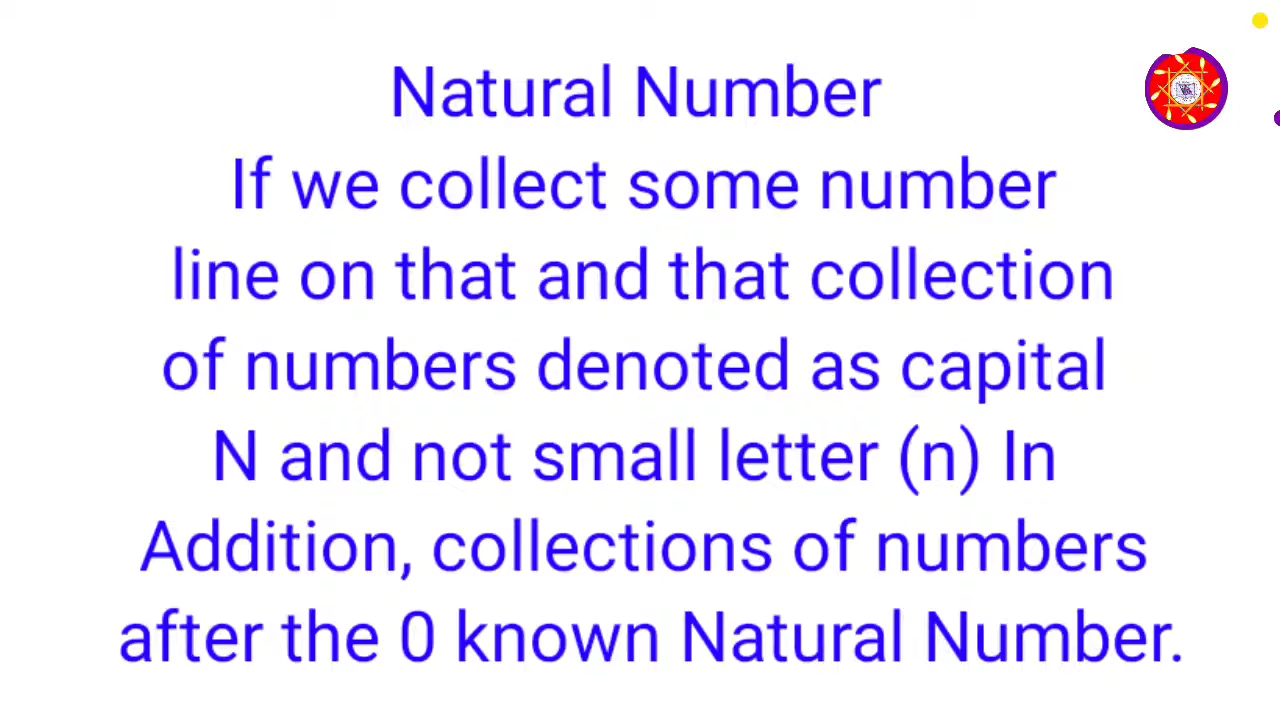 Natural Number
If we collect some number
line on that and that collection
of numbers denoted as capital
N and not small letter (n) In
Addition, collections of numbers
after the 0 known Natural Number.